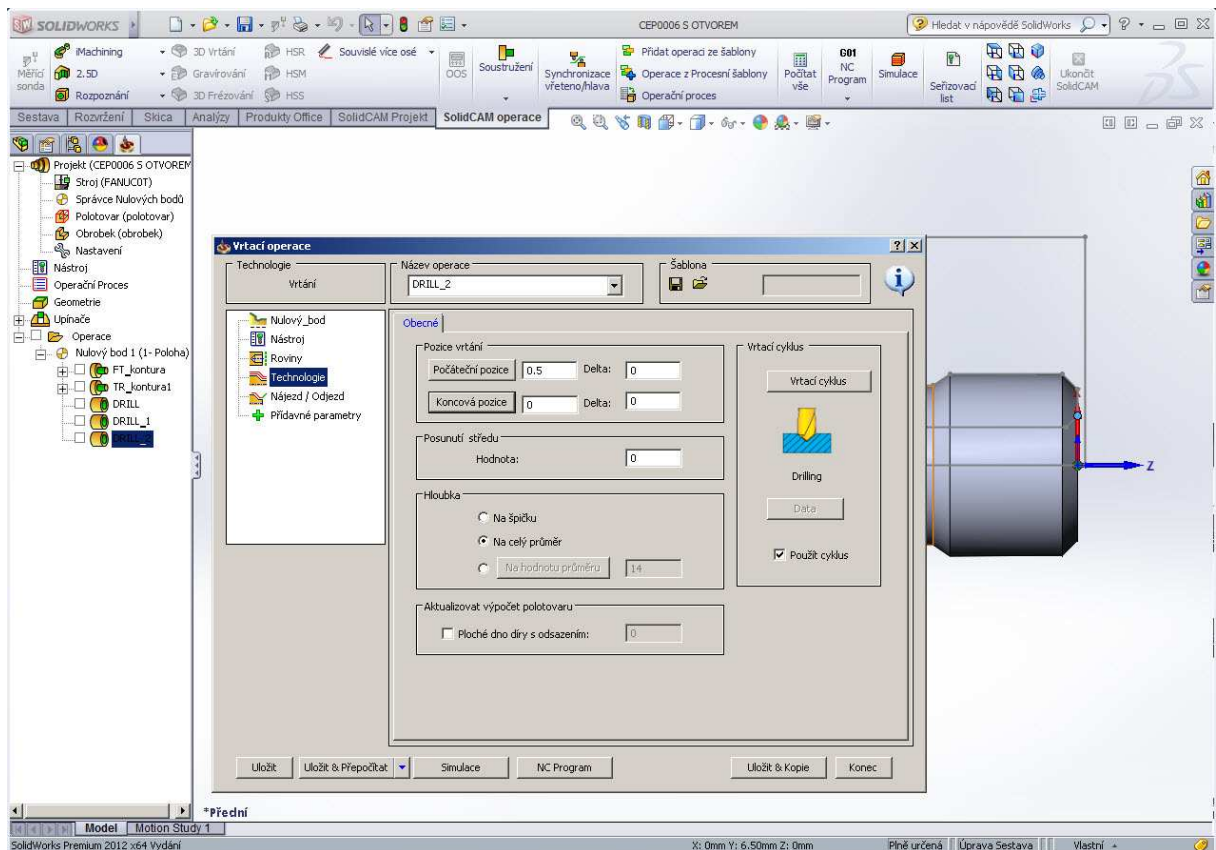 SOLIDWORKS
CEP0006 S OTVOREM
Hledat v nápovědě SolidWorks
Měřicí sonda
iMachining
2.5D
Rozpoznání
3D Vrtání
Gravírování
3D Frézování
HSR
HSM
HSS
Souvislé více osé
OOS
Soustružení
Synchronizace vřeteno/hlava
Přidat operaci ze šablony
Operace z Procesní šablony
Operační proces
Počítat vše
G01
NC Program
Simulace
Seřizovací list
Ukončit SolidCAM
Sestava
Rozvržení
Skica
Analýzy
Produkty Office
SolidCAM Projekt
SolidCAM operace
Projekt (CEP0006 S OTVOREM
Stroj (FANUC0T)
Správce Nulových bodů
Polotovar (polotovar)
Obrobek (obrobek)
Nastavení
Nástroj
Operační Proces
Geometrie
Upínače
Operace
Nulový bod 1 (1- Poloha)
FT_kontura
TR_kontura1
DRILL
DRILL_1
DRILL_2
Vrtací operace
Technologie
Vrtání
Název operace
DRILL_2
Šablona
Nulový_bod
Nástroj
Roviny
Technologie
Nájezd / Odjezd
Přídavné parametry
Obecné
Pozice vrtání
Počáteční pozice 0.5 Delta: 0
Koncová pozice 0 Delta: 0
Posunutí středu
Hodnota: 0
Hloubka
Na špičku
Na celý průměr
Na hodnotu průměru 14
Aktualizovat výpočet polotovaru
Ploché dno díry s odsazením: 0
Vrtací cyklus
Vrtací cyklus
Drilling
Data
Použít cyklus
Uložit
Uložit & Přepočítat
Simulace
NC Program
Uložit & Kopie
Konec
X
Z
*Přední
Model
Motion Study 1
SolidWorks Premium 2012 x64 Vydání
X: 0mm Y: 6.50mm Z: 0mm
Plně určená
Úprava Sestava
Vlastní